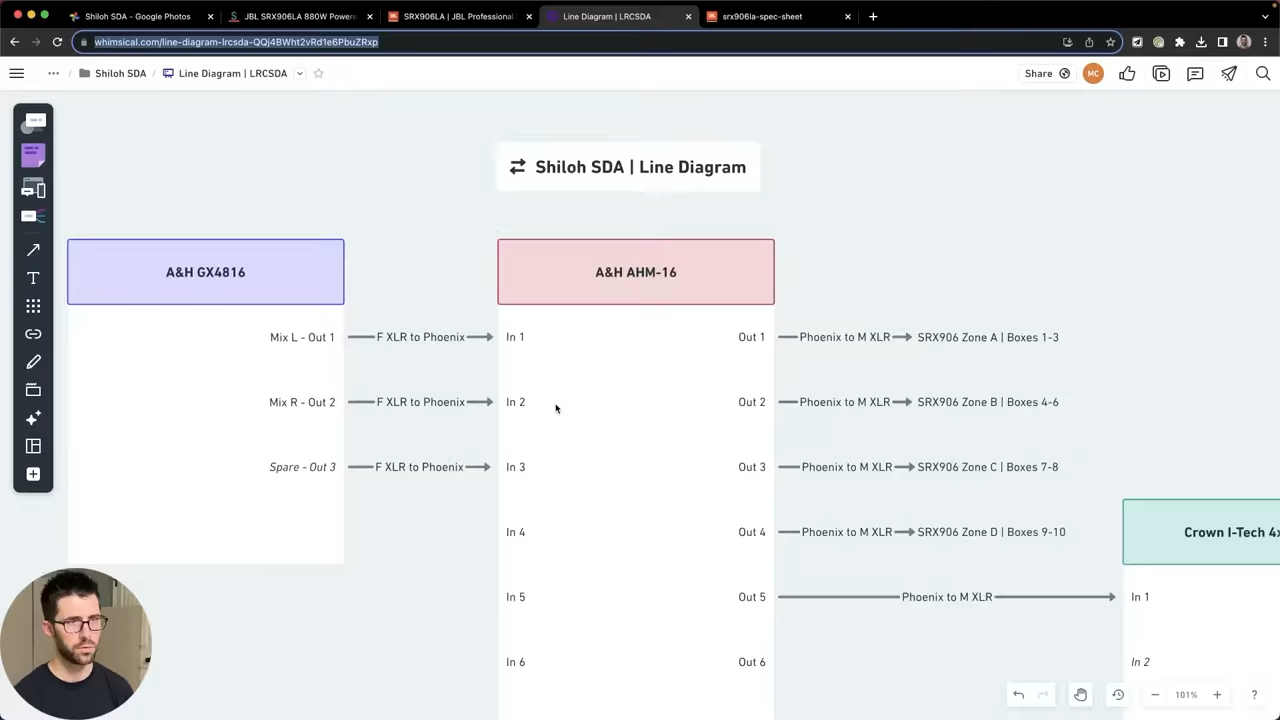 Shiloh SDA - Google Photos
JBL SRX906LA 880W Powere
SRX906LA | JBL Professional
Line Diagram | LRCSDA
srx906la-spec-sheet
whimsical.com/line-diagram-lrcsda-QQj4BWht2vRd1e6PbuZRxp
... / Shiloh SDA / Line Diagram | LRCSDA
Share
MC
Shiloh SDA | Line Diagram
A&H GX4816
A&H AHM-16
Mix L - Out 1 F XLR to Phoenix In 1 Out 1 Phoenix to M XLR SRX906 Zone A | Boxes 1-3
Mix R - Out 2 F XLR to Phoenix In 2 Out 2 Phoenix to M XLR SRX906 Zone B | Boxes 4-6
Spare - Out 3 F XLR to Phoenix In 3 Out 3 Phoenix to M XLR SRX906 Zone C | Boxes 7-8
In 4 Out 4 Phoenix to M XLR SRX906 Zone D | Boxes 9-10
Crown I-Tech 4x
In 5 Out 5 Phoenix to M XLR In 1
In 6 Out 6 In 2
101%